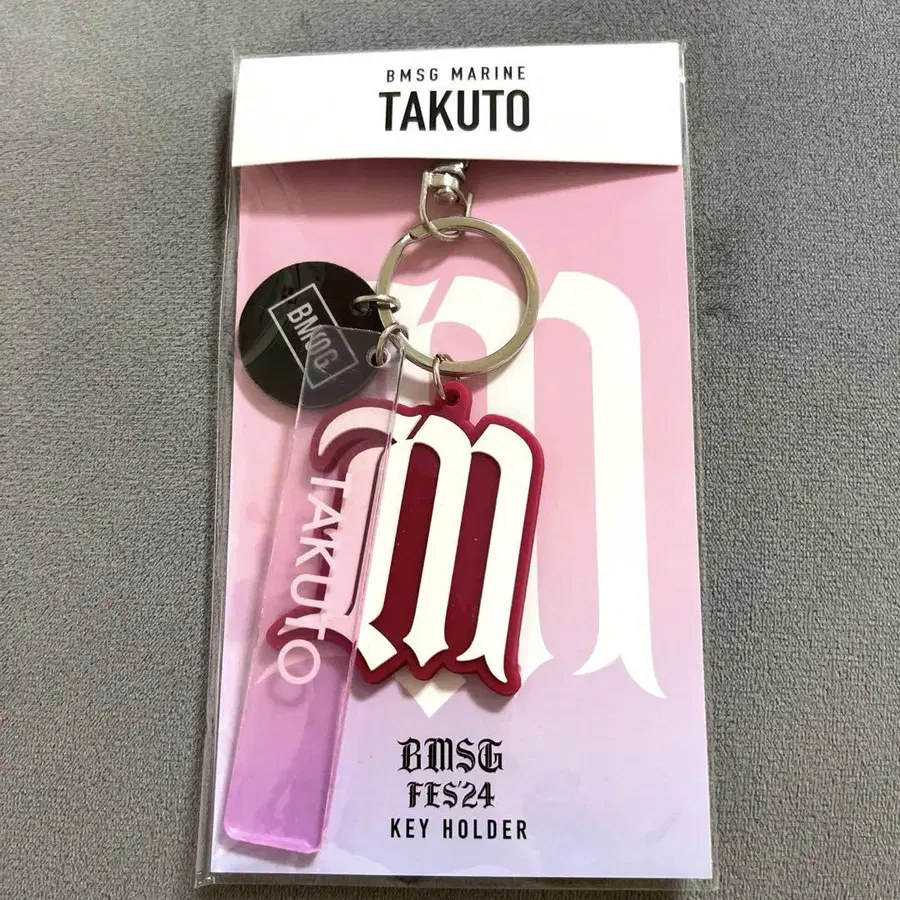 BMSG MARINE
TAKUTO
BMSG
TAKUTO
M
BMSG
FES'24
KEY HOLDER